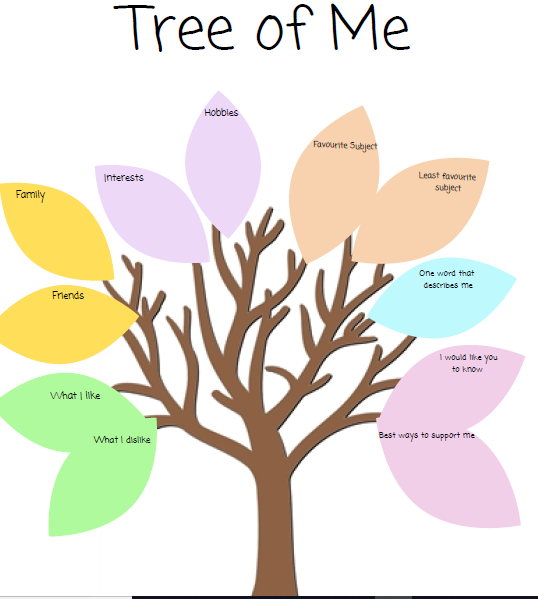 Tree of Me
Hobbies
Favourite Subject
Interests
Least favourite
subject
Family
One word that
describes me
Friends
I would like you
to know
What I like
What I dislike
Best ways to support me